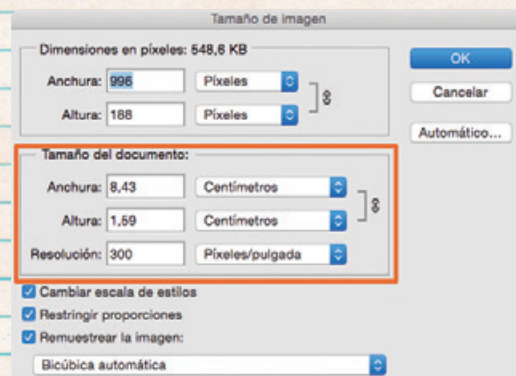 Tamaño de imagen
Dimensiones en píxeles: 548,6 KB
Anchura: 996 Píxeles
Altura: 188 Píxeles
OK
Cancelar
Automático...
Tamaño del documento:
Anchura: 8,43 Centímetros
Altura: 1,59 Centímetros
Resolución: 300 Píxeles/pulgada
Cambiar escala de estilos
Restringir proporciones
Remuestrear la imagen:
Bicúbica automática